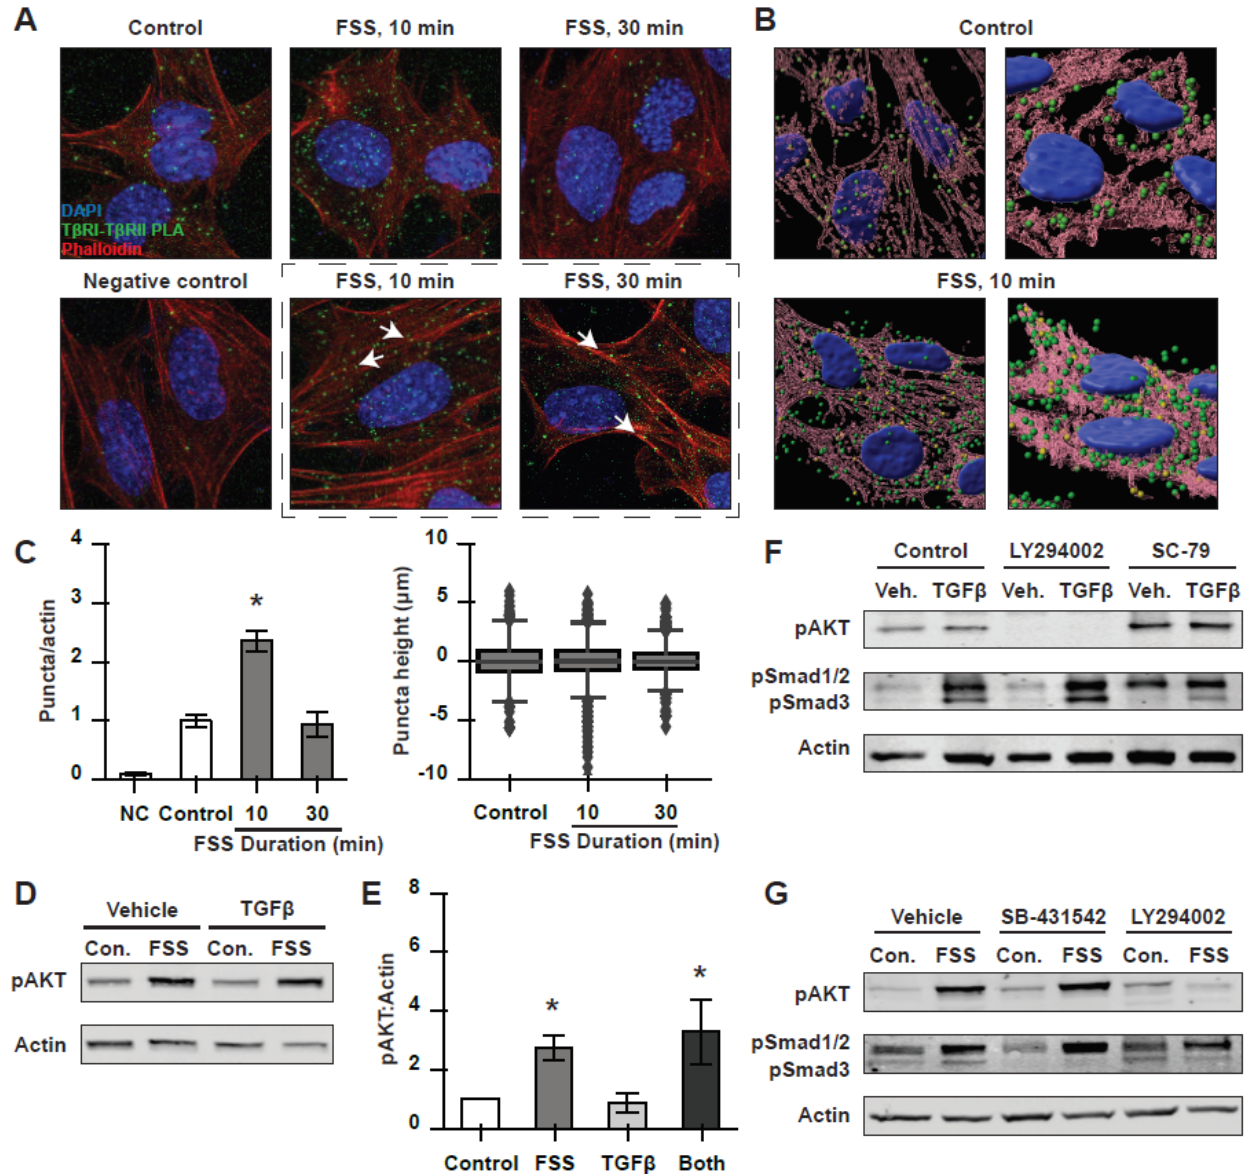 A
Control
FSS, 10 min
FSS, 30 min
DAPI
TβRI-TβRII PLA
Phalloidin
Negative control
FSS, 10 min
FSS, 30 min
B
Control
FSS, 10 min
C
Puncta/actin
4
3
2
1
0
NC
Control
10
30
FSS Duration (min)
Puncta height (μm)
10
5
0
-5
-10
Control
10
30
FSS Duration (min)
F
Control
LY294002
SC-79
Veh.
TGFβ
Veh.
TGFβ
Veh.
TGFβ
pAKT
pSmad1/2
pSmad3
Actin
D
Vehicle
TGFβ
Con.
FSS
Con.
FSS
pAKT
Actin
E
pAKT:Actin
8
6
4
2
0
Control
FSS
TGFβ
Both
*
*
*
G
Vehicle
SB-431542
LY294002
Con.
FSS
Con.
FSS
Con.
FSS
pAKT
pSmad1/2
pSmad3
Actin